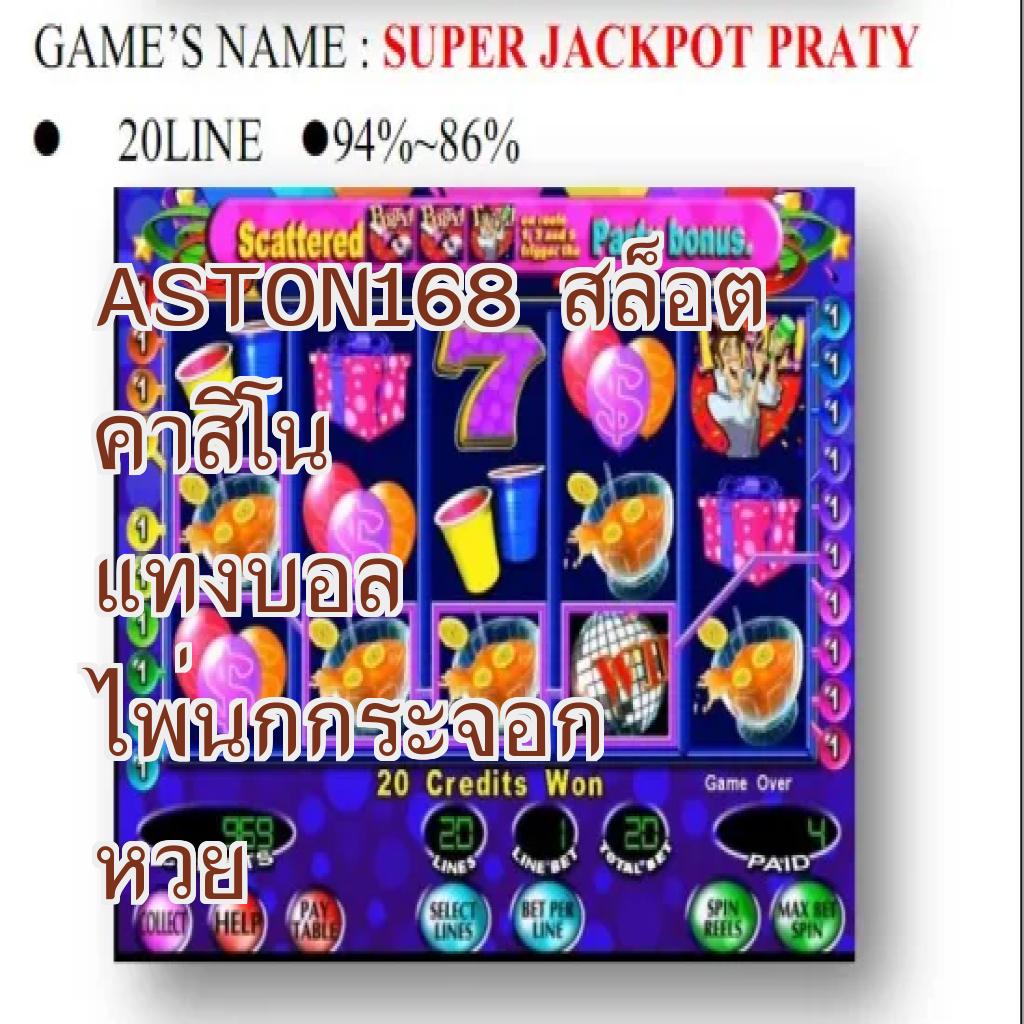 GAME'S NAME : SUPER JACKPOT PRATY
● 20LINE ●94%~86%
Scattered
Party bonus.
ASTON168 สล็อต
คาสิโน
แทงบอล
ไพ่นกกระจอก
หวย
20 Credits Won
Game Over
969 20 1 20 4
LINES LINE BET TOTAL BET PAID
COLLECT HELP PAY TABLE SELECT LINES BET PER LINE SPIN REELS MAX BET SPIN